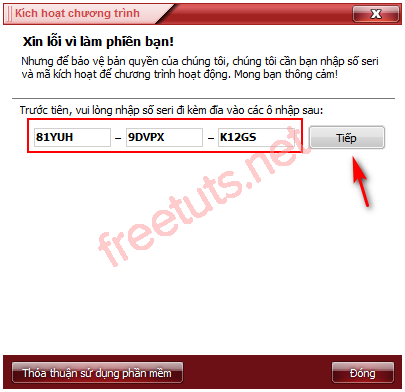 Kích hoạt chương trình
X
Xin lỗi vì làm phiền bạn!
Nhưng để bảo vệ bản quyền của chúng tôi, chúng tôi cần bạn nhập số seri
và mã kích hoạt để chương trình hoạt động. Mong bạn thông cảm!
Trước tiên, vui lòng nhập số seri đi kèm đĩa vào các ô nhập sau:
81YUH – 9DVPX – K12GS Tiếp
freetuts.net
Thỏa thuận sử dụng phần mềm Đóng